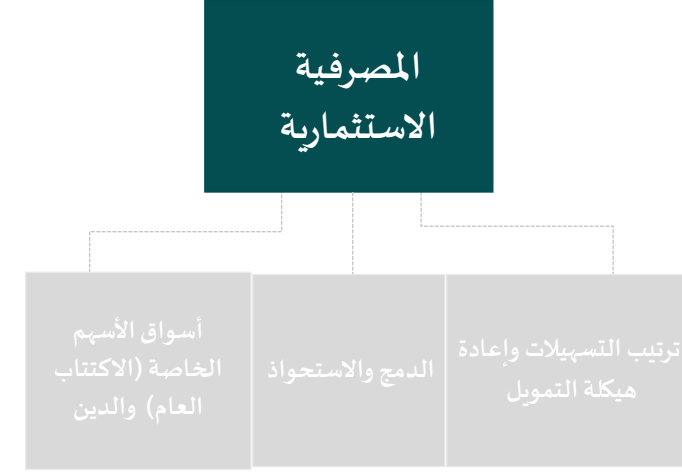 المصرفية
الاستثمارية
ترتيب التسهيلات وإعادة
هيكلة التمويل
الدمج والاستحواذ
أسواق الأسهم
الخاصة (الاكتتاب
العام) والدين